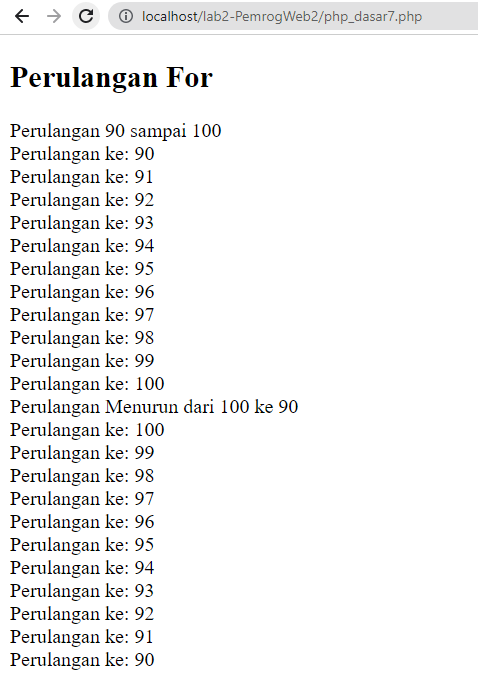 localhost/lab2-PemrogWeb2/php_dasar7.php
Perulangan For
Perulangan 90 sampai 100
Perulangan ke: 90
Perulangan ke: 91
Perulangan ke: 92
Perulangan ke: 93
Perulangan ke: 94
Perulangan ke: 95
Perulangan ke: 96
Perulangan ke: 97
Perulangan ke: 98
Perulangan ke: 99
Perulangan ke: 100
Perulangan Menurun dari 100 ke 90
Perulangan ke: 100
Perulangan ke: 99
Perulangan ke: 98
Perulangan ke: 97
Perulangan ke: 96
Perulangan ke: 95
Perulangan ke: 94
Perulangan ke: 93
Perulangan ke: 92
Perulangan ke: 91
Perulangan ke: 90